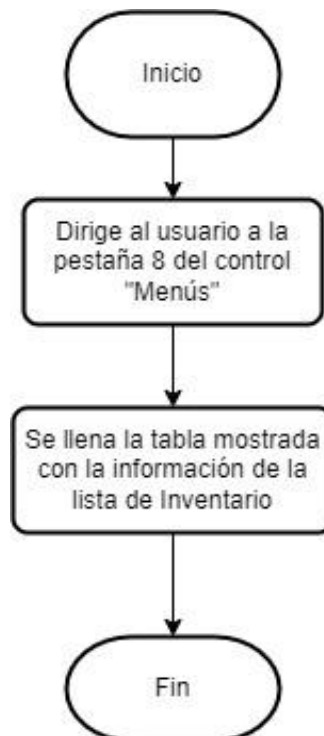 Inicio
Dirige al usuario a la
pestaña 8 del control
"Menús"
Se llena la tabla mostrada
con la información de la
lista de Inventario
Fin